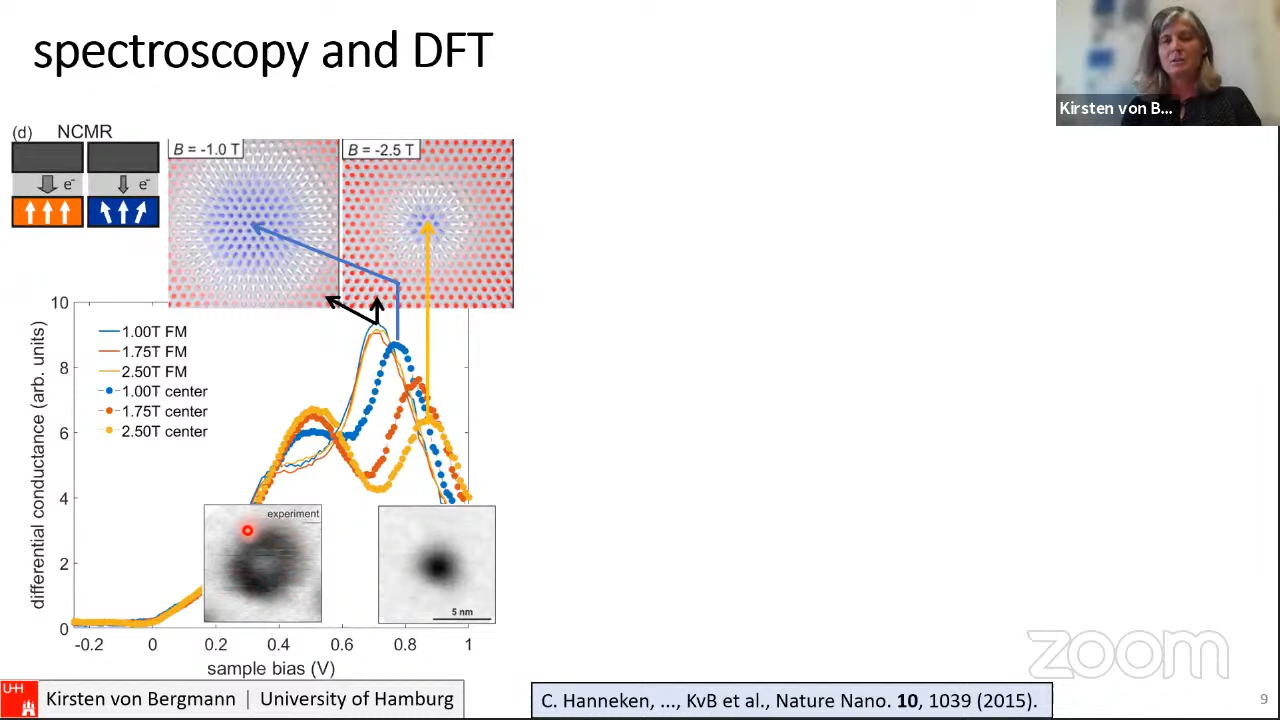 spectroscopy and DFT
Kirsten von B...
(d) NCMR
e⁻ e⁻
B = -1.0 T
B = -2.5 T
10
8
6
4
2
0
differential conductance (arb. units)
1.00T FM
1.75T FM
2.50T FM
1.00T center
1.75T center
2.50T center
experiment
5 nm
-0.2 0 0.2 0.4 0.6 0.8 1
sample bias (V)
zoom
UHH
Kirsten von Bergmann | University of Hamburg
C. Hanneken, ..., KvB et al., Nature Nano. 10, 1039 (2015).
9